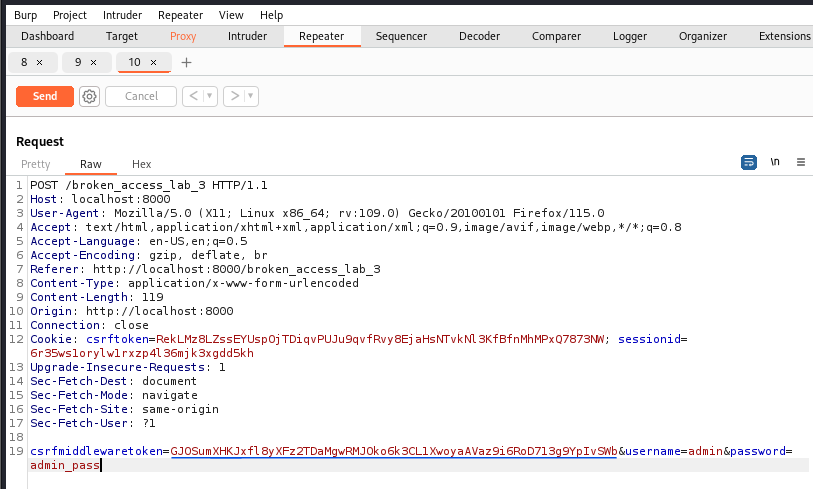 Burp Project Intruder Repeater View Help
Dashboard Target Proxy Intruder Repeater Sequencer Decoder Comparer Logger Organizer Extensions
8 × 9 × 10 × +
Send Cancel < ▼ > ▼
Request
Pretty Raw Hex \n
1 POST /broken_access_lab_3 HTTP/1.1
2 Host: localhost:8000
3 User-Agent: Mozilla/5.0 (X11; Linux x86_64; rv:109.0) Gecko/20100101 Firefox/115.0
4 Accept: text/html,application/xhtml+xml,application/xml;q=0.9,image/avif,image/webp,*/*;q=0.8
5 Accept-Language: en-US,en;q=0.5
6 Accept-Encoding: gzip, deflate, br
7 Referer: http://localhost:8000/broken_access_lab_3
8 Content-Type: application/x-www-form-urlencoded
9 Content-Length: 119
10 Origin: http://localhost:8000
11 Connection: close
12 Cookie: csrftoken=RekLMz8LZssEYUspOjTDiqvPUJu9qvfRvy8EjaHsNTvkNl3KfBfnMhMPxQ7873NW; sessionid=
6r35ws1orylw1rxzp4l36mjk3xgdd5kh
13 Upgrade-Insecure-Requests: 1
14 Sec-Fetch-Dest: document
15 Sec-Fetch-Mode: navigate
16 Sec-Fetch-Site: same-origin
17 Sec-Fetch-User: ?1
18
19 csrfmiddlewaretoken=GJOSumXHKJxfl8yXFz2TDaMgwRMJOko6k3CL1XwoyaAVaz9i6RoD713g9YpIvSWb&username=admin&password=
admin_pass